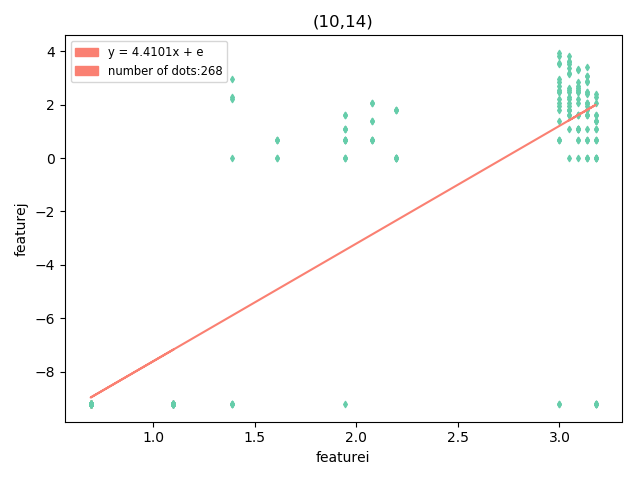 (10,14)
y = 4.4101x + e
number of dots:268
4
2
0
−2
−4
−6
−8
featurej
1.0 1.5 2.0 2.5 3.0
featurei